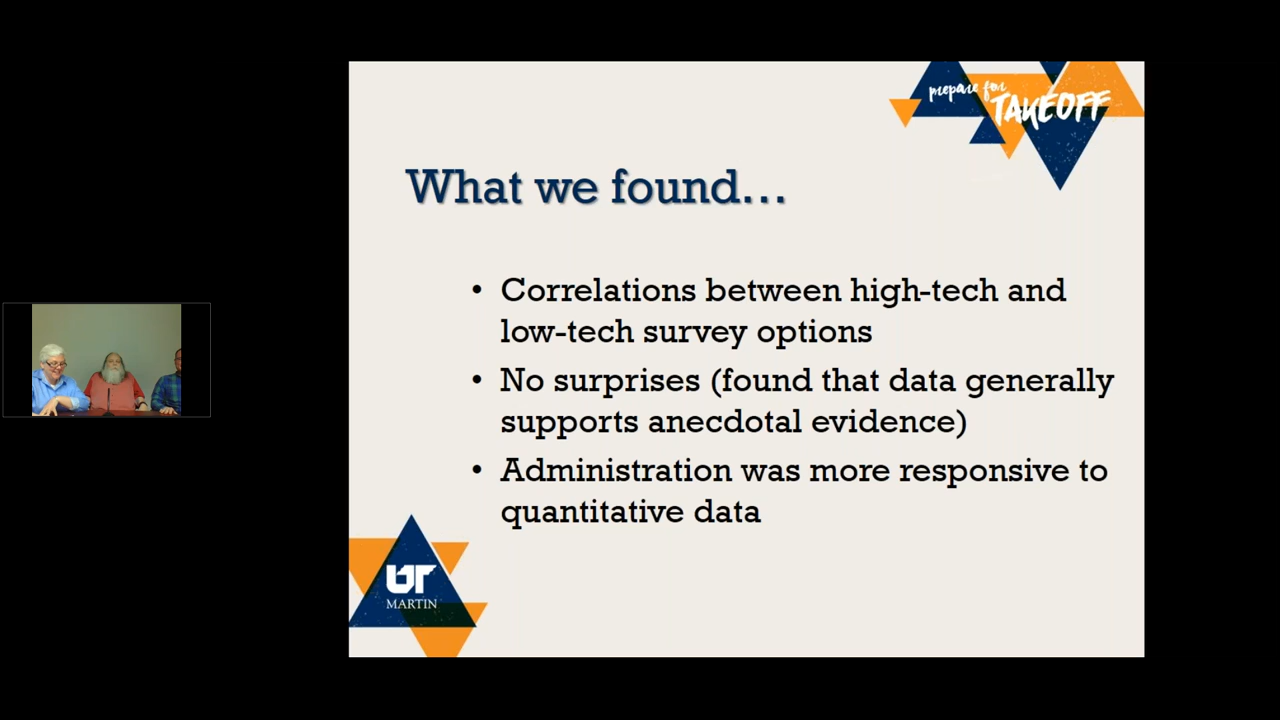 prepare for
TAKEOFF
What we found...
• Correlations between high-tech and
low-tech survey options
• No surprises (found that data generally
supports anecdotal evidence)
• Administration was more responsive to
quantitative data
UT
MARTIN